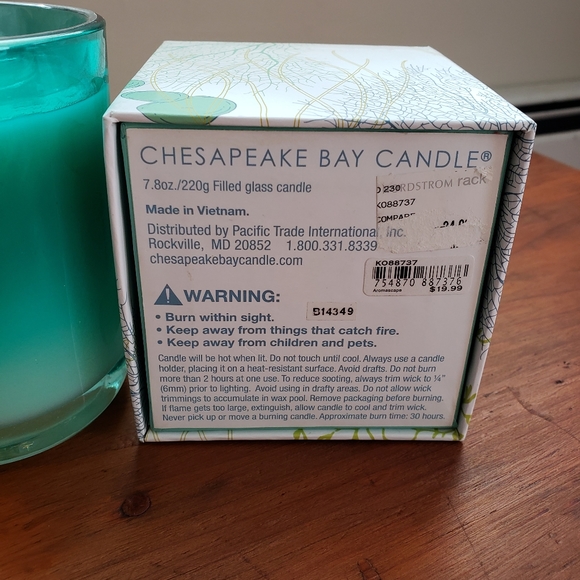 CHESAPEAKE BAY CANDLE®
7.8oz./220g Filled glass candle
230
RDSTROM rack
K088737
COMPARE
Made in Vietnam.
Distributed by Pacific Trade International, Inc.
Rockville, MD 20852 1.800.331.8339
chesapeakebaycandle.com
K088737
754870 887376
Aromascape $19.99
WARNING:
B14349
• Burn within sight.
• Keep away from things that catch fire.
• Keep away from children and pets.
Candle will be hot when lit. Do not touch until cool. Always use a candle
holder, placing it on a heat-resistant surface. Avoid drafts. Do not burn
more than 2 hours at one use. To reduce sooting, always trim wick to ¼"
(6mm) prior to lighting. Avoid using in drafty areas. Do not allow wick
trimmings to accumulate in wax pool. Remove packaging before burning.
If flame gets too large, extinguish, allow candle to cool and trim wick.
Never pick up or move a burning candle. Approximate burn time: 30 hours.